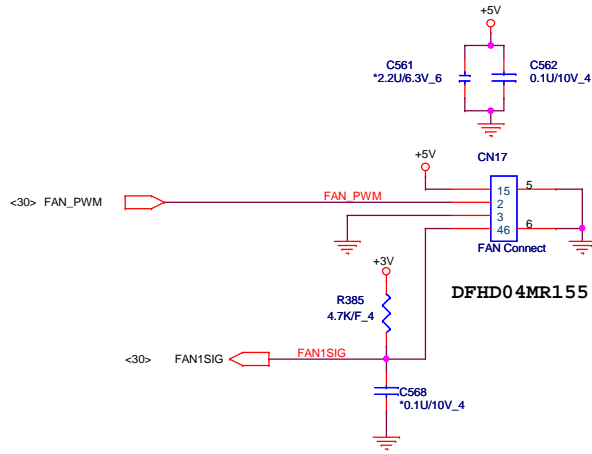 +5V
C561
*2.2U/6.3V_6
C562
0.1U/10V_4
+5V
CN17
15
5
<30> FAN_PWM
FAN_PWM
2
3
46
6
FAN Connect
+3V
DFHD04MR155
R385
4.7K/F_4
<30> FAN1SIG
FAN1SIG
C568
*0.1U/10V_4